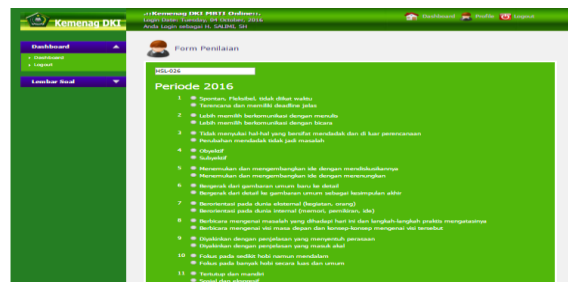 Kemenag DKI
..::Kemenag DKI MBTI Online::..
Login Date: Tuesday, 04 October, 2016
Anda Login sebagai H. SALIMI, SH
Dashboard Profile Logout
Dashboard
Dashboard
Logout
Lembar Soal
Form Penilaian
HSL-026
Periode 2016
1 Spontan, Fleksibel, tidak diikat waktu
Terencana dan memiliki deadline jelas
2 Lebih memilih berkomunikasi dengan menulis
Lebih memilih berkomunikasi dengan bicara
3 Tidak menyukai hal-hal yang bersifat mendadak dan di luar perencanaan
Perubahan mendadak tidak jadi masalah
4 Obyektif
Subyektif
5 Menemukan dan mengembangkan ide dengan mendiskusikannya
Menemukan dan mengembangkan ide dengan merenungkan
6 Bergerak dari gambaran umum baru ke detail
Bergerak dari detail ke gambaran umum sebagai kesimpulan akhir
7 Berorientasi pada dunia eksternal (kegiatan, orang)
Berorientasi pada dunia internal (memori, pemikiran, ide)
8 Berbicara mengenai masalah yang dihadapi hari ini dan langkah-langkah praktis mengatasinya
Berbicara mengenai visi masa depan dan konsep-konsep mengenai visi tersebut
9 Diyakinkan dengan penjelasan yang menyentuh perasaan
Diyakinkan dengan penjelasan yang masuk akal
10 Fokus pada sedikit hobi namun mendalam
Fokus pada banyak hobi secara luas dan umum
11 Tertutup dan mandiri
Sosial dan ekspresif